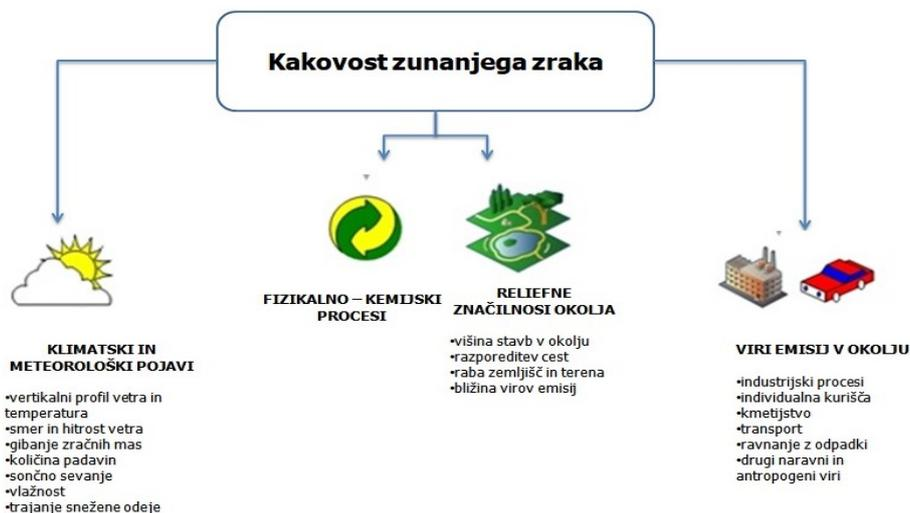 Kakovost zunanjega zraka
KLIMATSKI IN
METEOROLOŠKI POJAVI
•vertikalni profil vetra in
temperatura
•smer in hitrost vetra
•gibanje zračnih mas
•količina padavin
•sončno sevanje
•vlažnost
•trajanje snežene odeje
FIZIKALNO – KEMIJSKI
PROCESI
RELIEFNE
ZNAČILNOSI OKOLJA
•višina stavb v okolju
•razporeditev cest
•raba zemljišč in terena
•bližina virov emisij
VIRI EMISIJ V OKOLJU
•industrijski procesi
•individualna kurišča
•kmetijstvo
•transport
•ravnanje z odpadki
•drugi naravni in
antropogeni viri